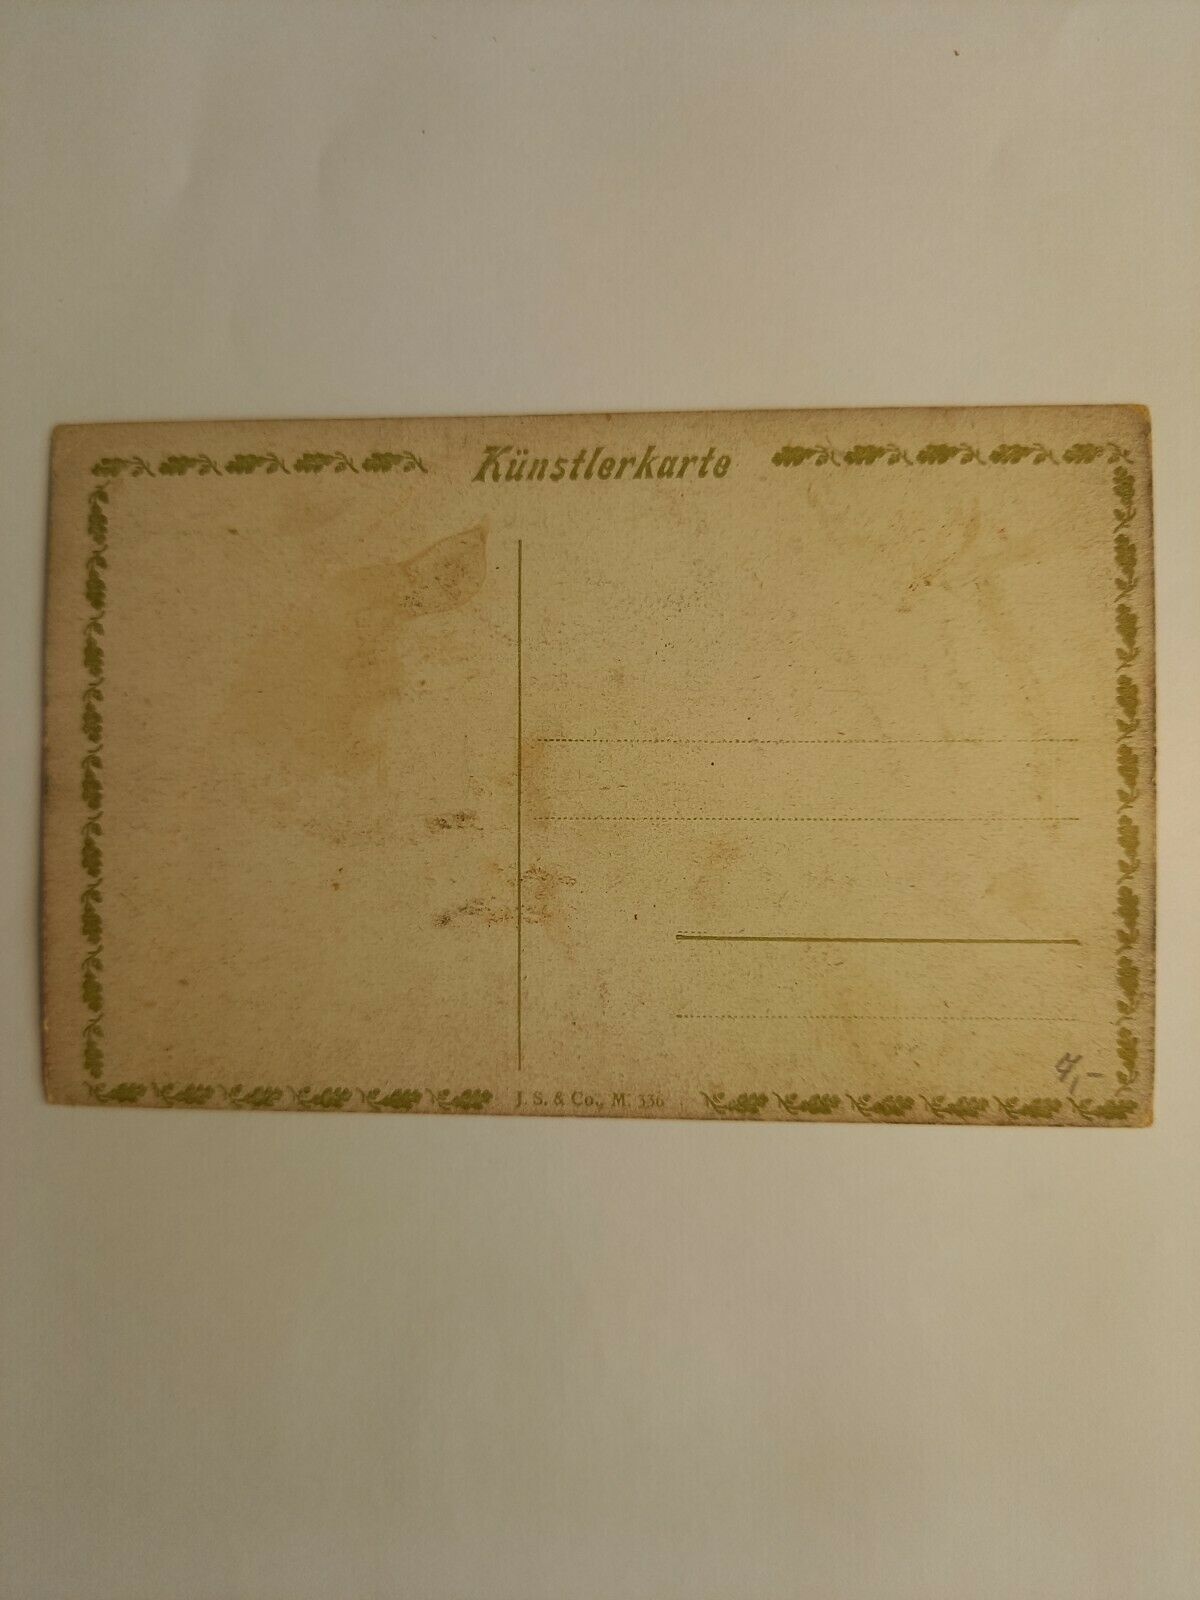 Künstlerkarte
J. S. & Co., M. 336
4,-